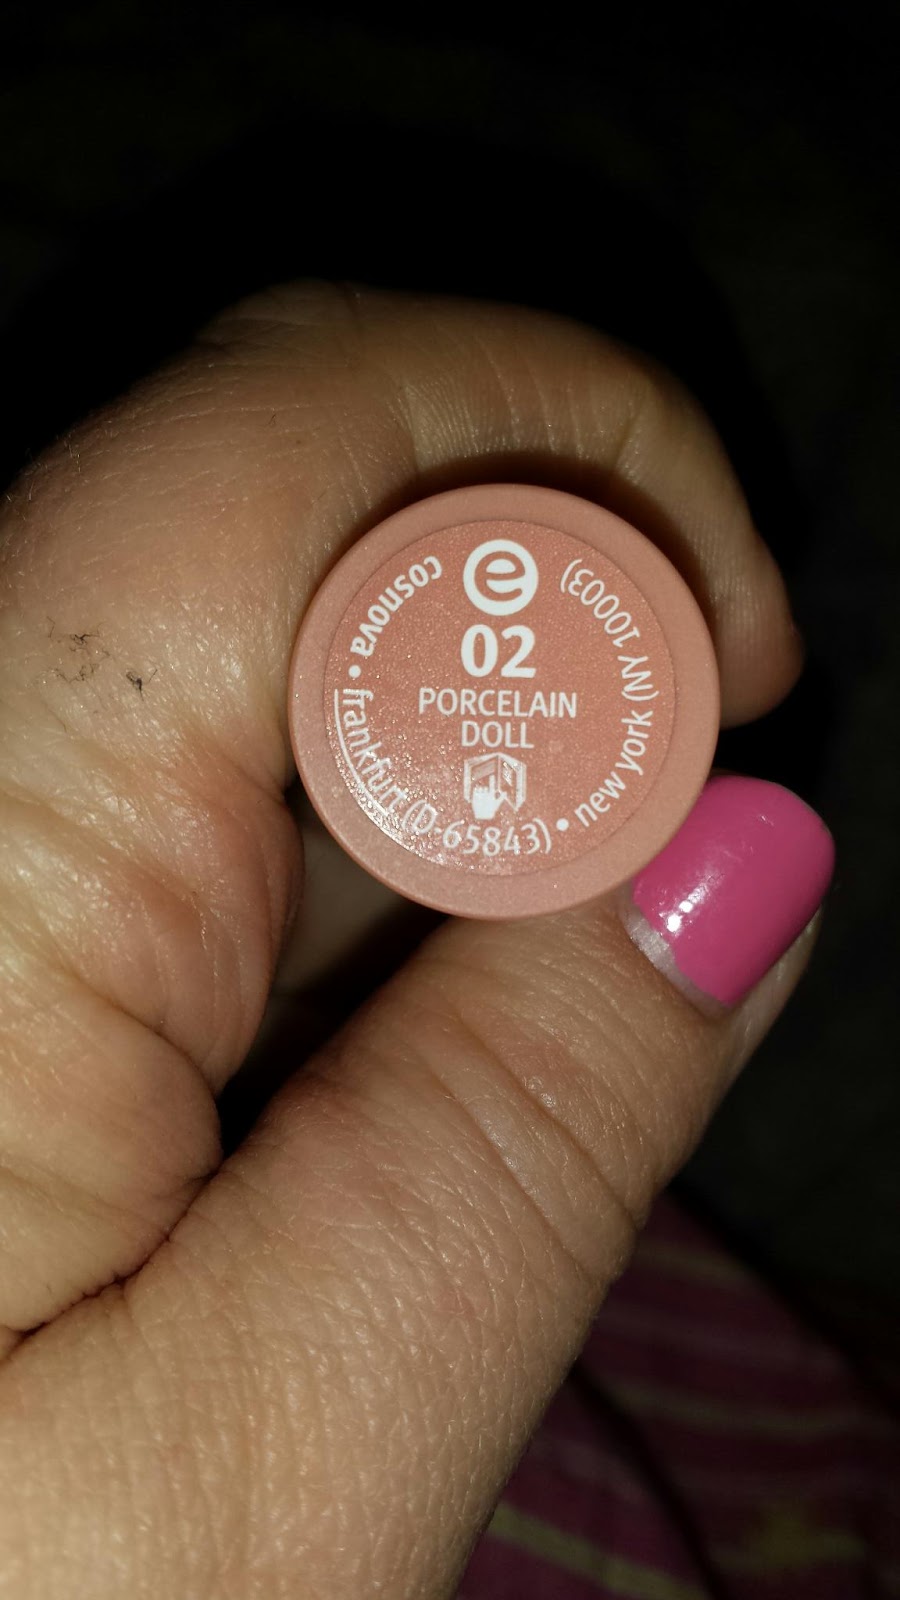 e
02
PORCELAIN
DOLL
cosnova • frankfurt (D-65843) • new york (NY 10003)